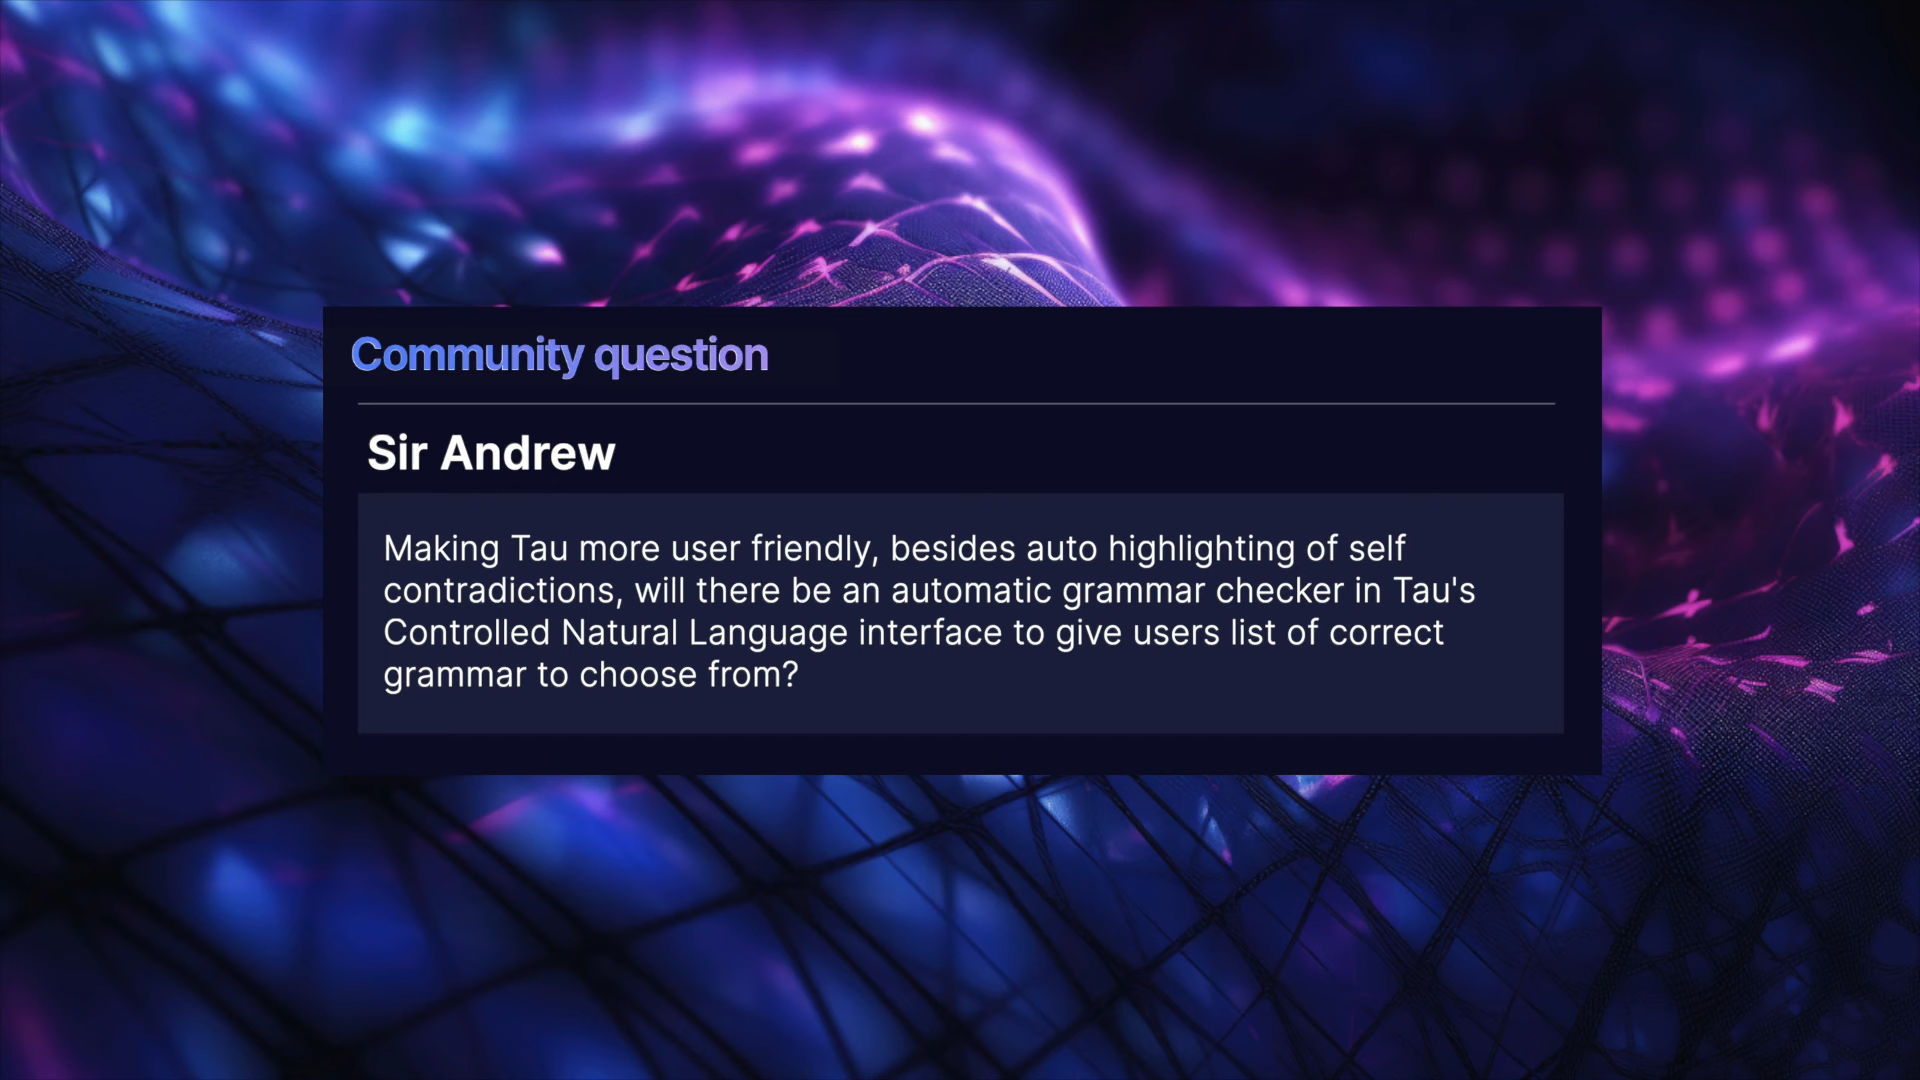 Community question
Sir Andrew
Making Tau more user friendly, besides auto highlighting of self
contradictions, will there be an automatic grammar checker in Tau's
Controlled Natural Language interface to give users list of correct
grammar to choose from?